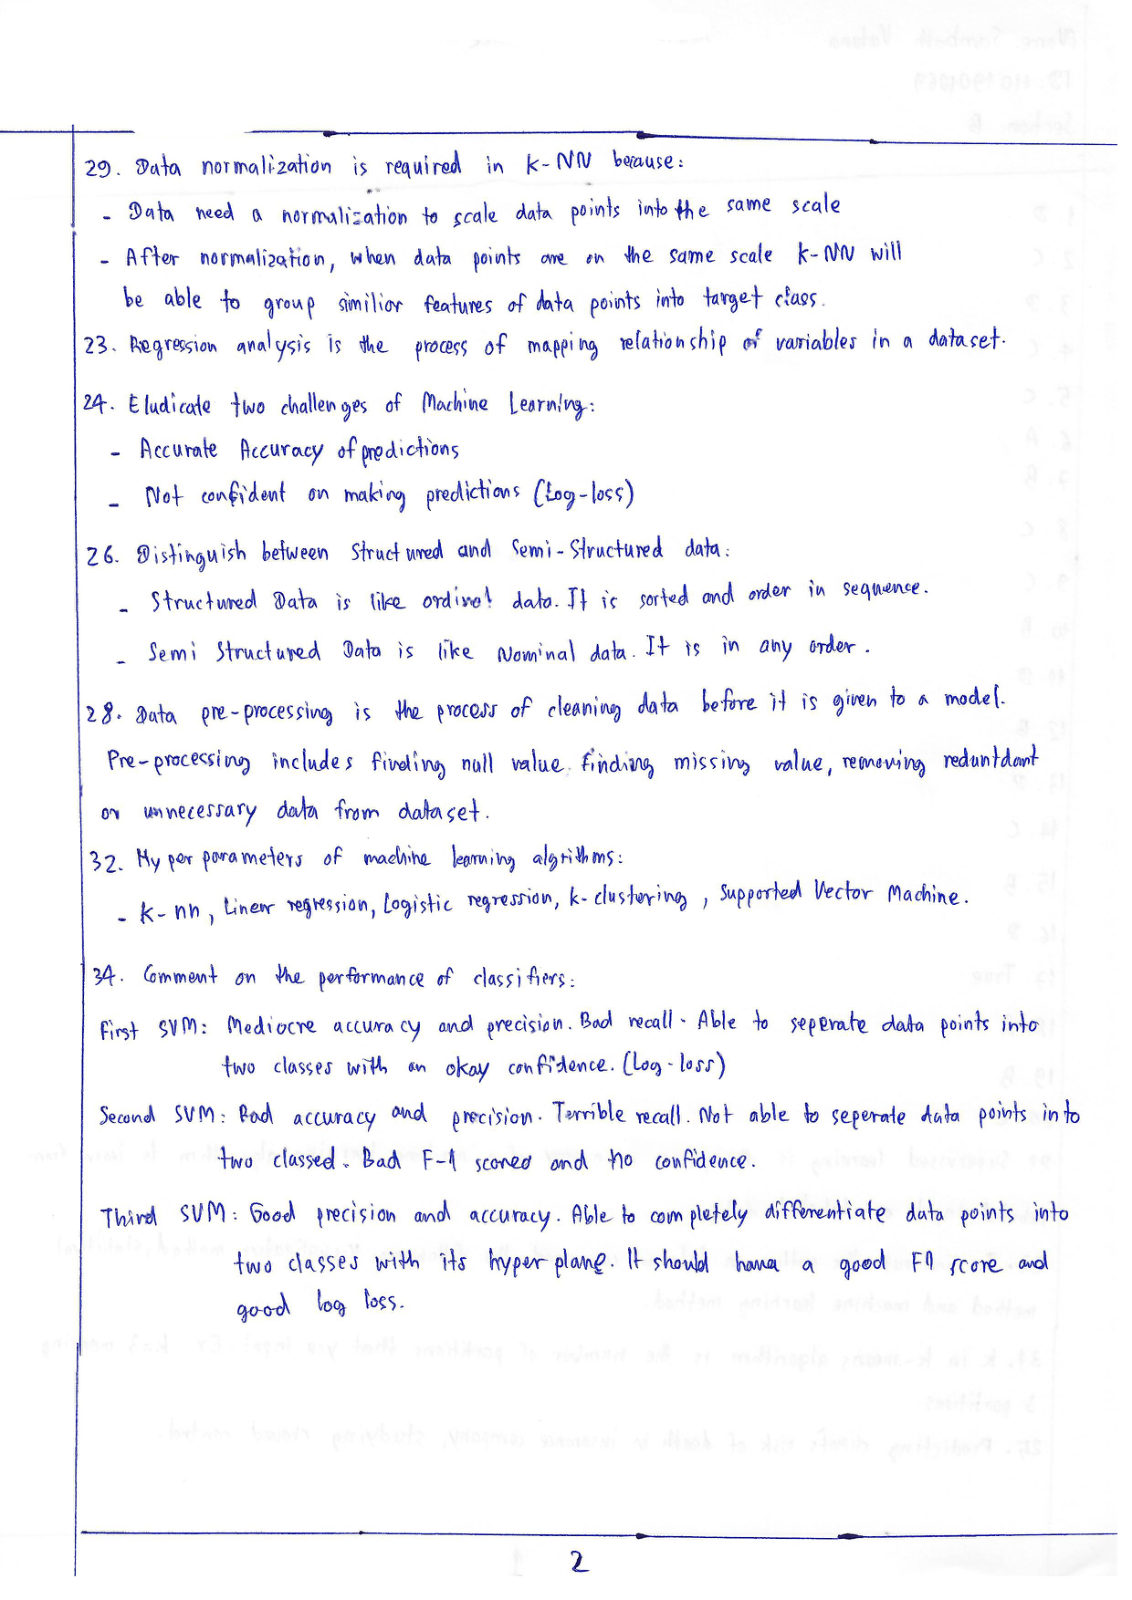 29. Data normalization is required in k-NN because:
- Data need a normalization to scale data points into the same scale
- After normalization, when data points are on the same scale k-NN will
be able to group similior features of data points into target class.
23. Regression analysis is the process of mapping relationship of variables in a dataset.
24. Eludicate two challenges of Machine Learning:
- Accurate Accuracy of predictions
- Not confident on making predictions (Log-loss)
26. Distinguish between Structured and Semi-Structured data:
- Structured Data is like ordinal data. It is sorted and order in sequence.
- Semi Structured Data is like Nominal data. It is in any order.
28. Data pre-processing is the process of cleaning data before it is given to a model.
Pre-processing includes finding null value, finding missing value, removing reduntdant
or unnecessary data from dataset.
32. Hyper parameters of machine learning algrithms:
- k-nn, Linear regression, Logistic regression, k-clustering, Supported Vector Machine.
34. Comment on the performance of classifiers:
First SVM: Mediocre accuracy and precision. Bad recall. Able to seperate data points into
two classes with an okay confidence. (Log-loss)
Second SVM: Bad accuracy and precision. Terrible recall. Not able to seperate data points into
two classed. Bad F-1 scored and no confidence.
Third SVM: Good precision and accuracy. Able to completely differentiate data points into
two classes with its hyper plane. It should have a good F1 score and
good log loss.
2